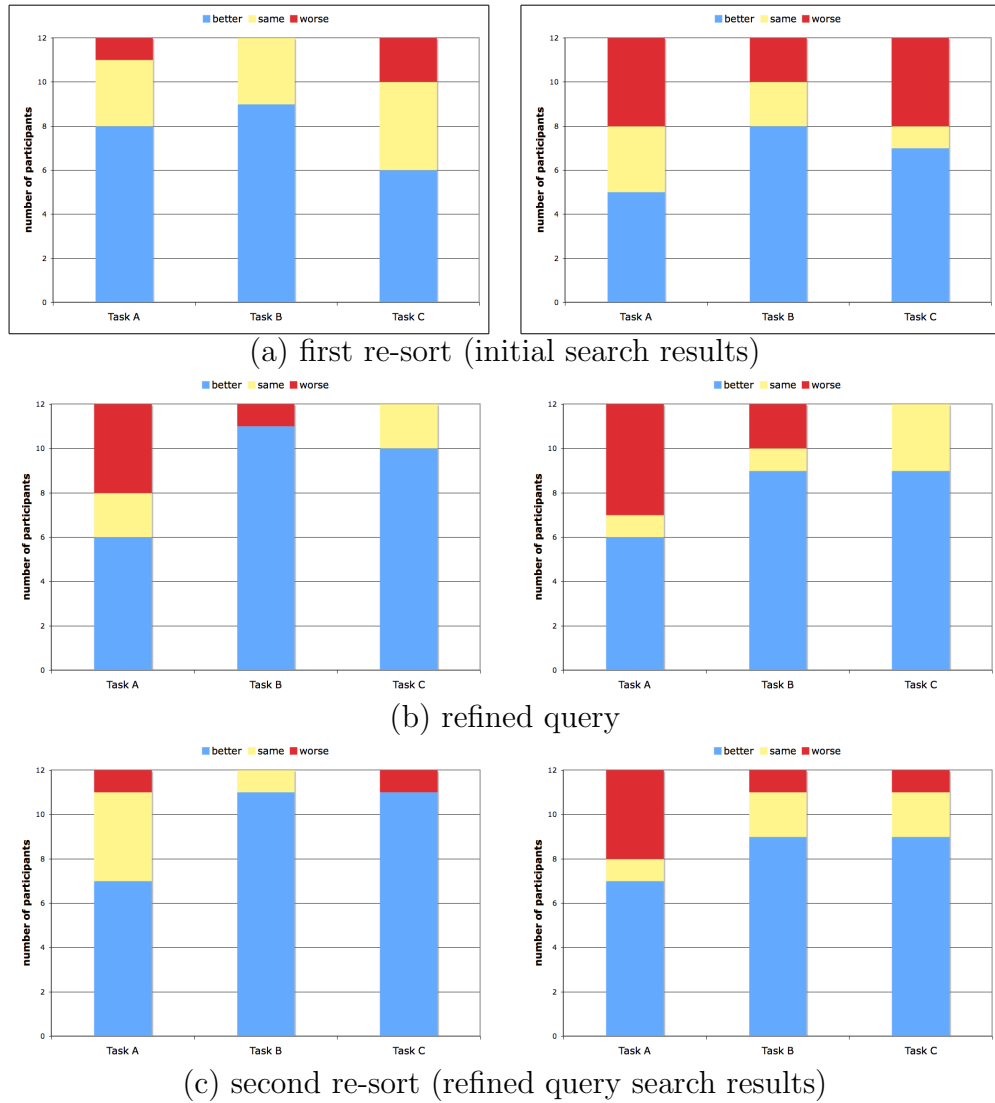 better same worse
12
10
8
6
4
2
0
number of participants
Task A Task B Task C
better same worse
12
10
8
6
4
2
0
number of participants
Task A Task B Task C
(a) first re-sort (initial search results)
better same worse
12
10
8
6
4
2
0
number of participants
Task A Task B Task C
better same worse
12
10
8
6
4
2
0
number of participants
Task A Task B Task C
(b) refined query
better same worse
12
10
8
6
4
2
0
number of participants
Task A Task B Task C
better same worse
12
10
8
6
4
2
0
number of participants
Task A Task B Task C
(c) second re-sort (refined query search results)